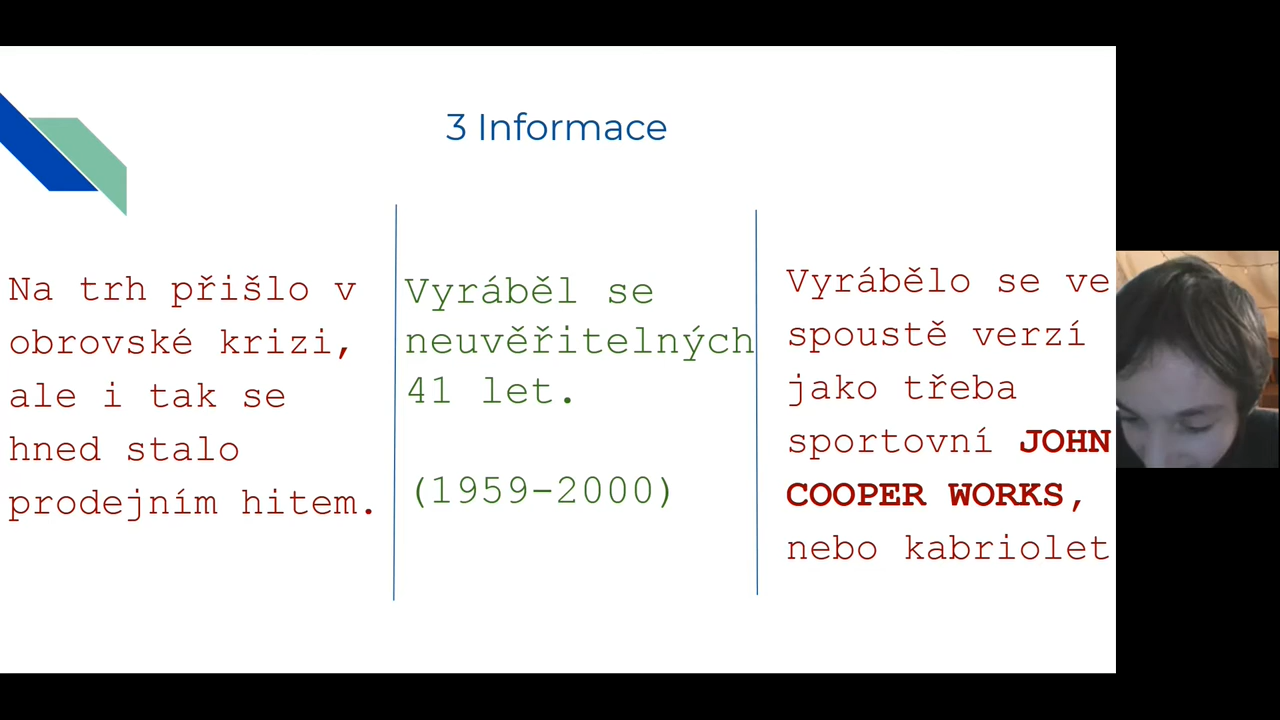 3 Informace
Na trh přišlo v
obrovské krizi,
ale i tak se
hned stalo
prodejním hitem.
Vyráběl se
neuvěřitelných
41 let.
(1959-2000)
Vyrábělo se ve
spoustě verzí
jako třeba
sportovní JOHN
COOPER WORKS,
nebo kabriolet